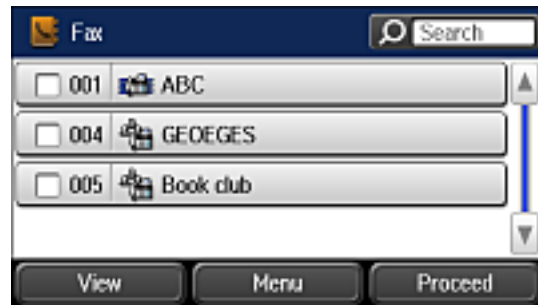 Fax Search
001 ABC
004 GEOEGES
005 Book club
View Menu Proceed